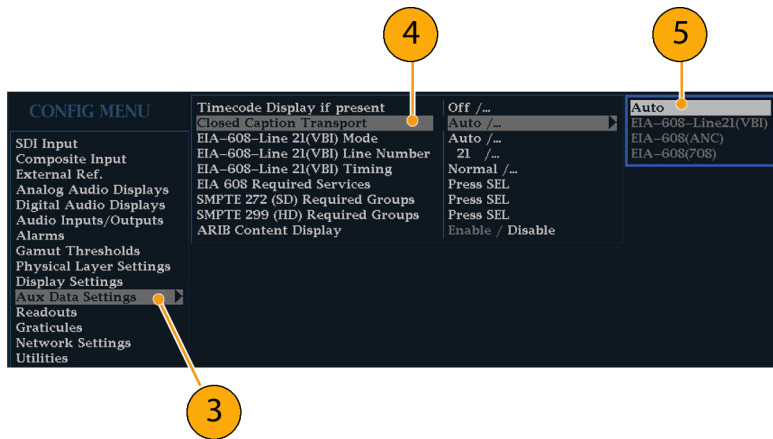 4
5
CONFIG MENU
SDI Input
Composite Input
External Ref.
Analog Audio Displays
Digital Audio Displays
Audio Inputs/Outputs
Alarms
Gamut Thresholds
Physical Layer Settings
Display Settings
Aux Data Settings
Readouts
Graticules
Network Settings
Utilities
Timecode Display if present Off /...
Closed Caption Transport Auto /...
EIA-608-Line 21(VBI) Mode Auto /...
EIA-608-Line 21(VBI) Line Number 21 /...
EIA-608-Line 21(VBI) Timing Normal /...
EIA 608 Required Services Press SEL
SMPTE 272 (SD) Required Groups Press SEL
SMPTE 299 (HD) Required Groups Press SEL
ARIB Content Display Enable / Disable
Auto
EIA-608-Line21(VBI)
EIA-608(ANC)
EIA-608(708)
3